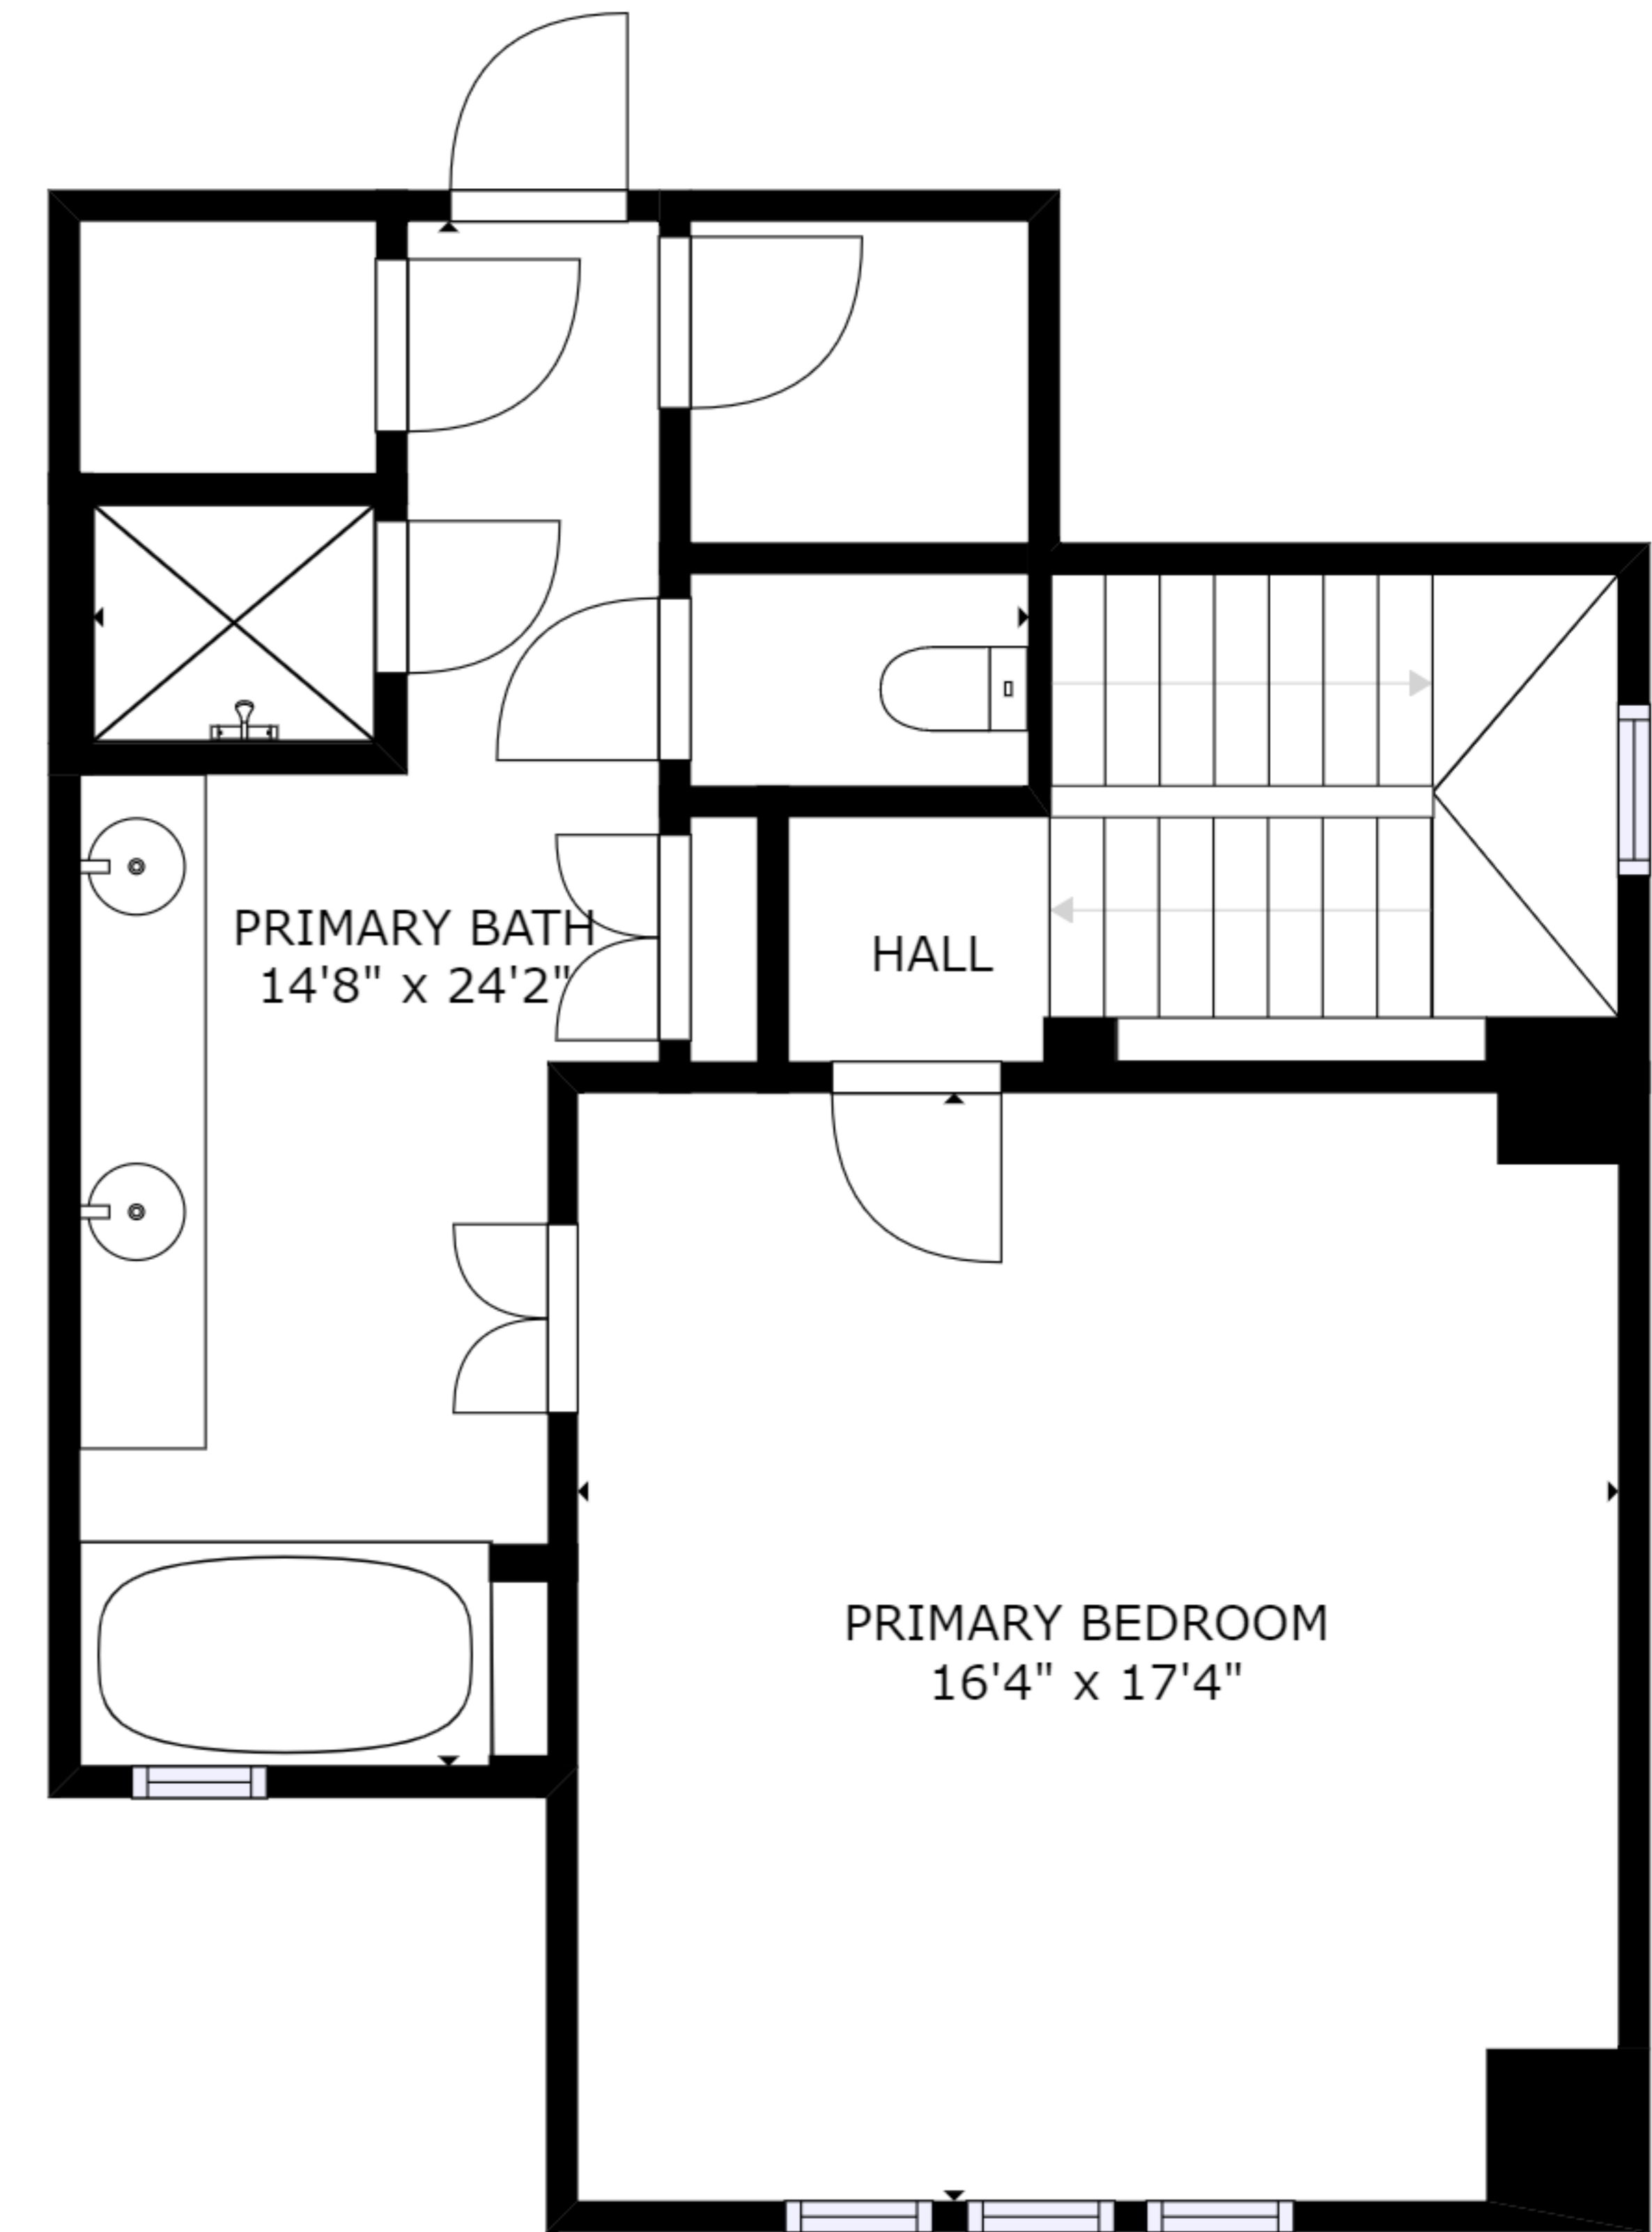 PRIMARY BATH
14'8" x 24'2"
HALL
PRIMARY BEDROOM
16'4" x 17'4"